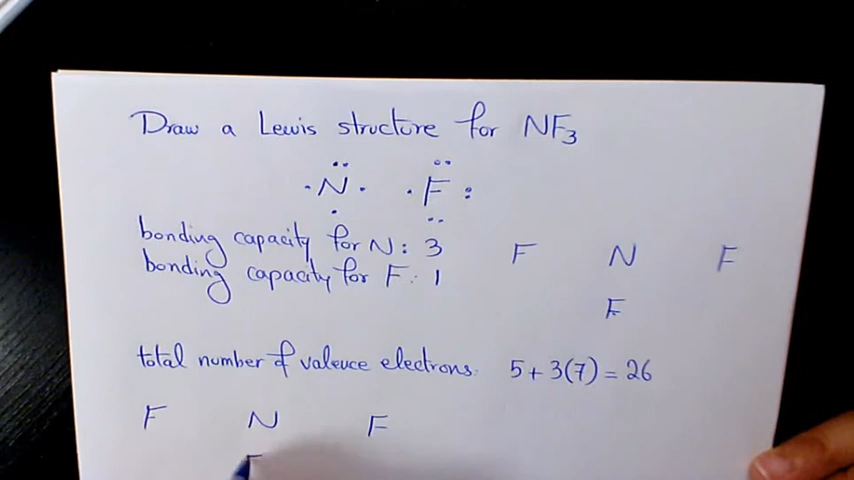 Draw a Lewis structure for NF₃
N F
bonding capacity for N: 3
bonding capacity for F: 1
F N F
F
total number of valence electrons: 5 + 3(7) = 26
F N F
F